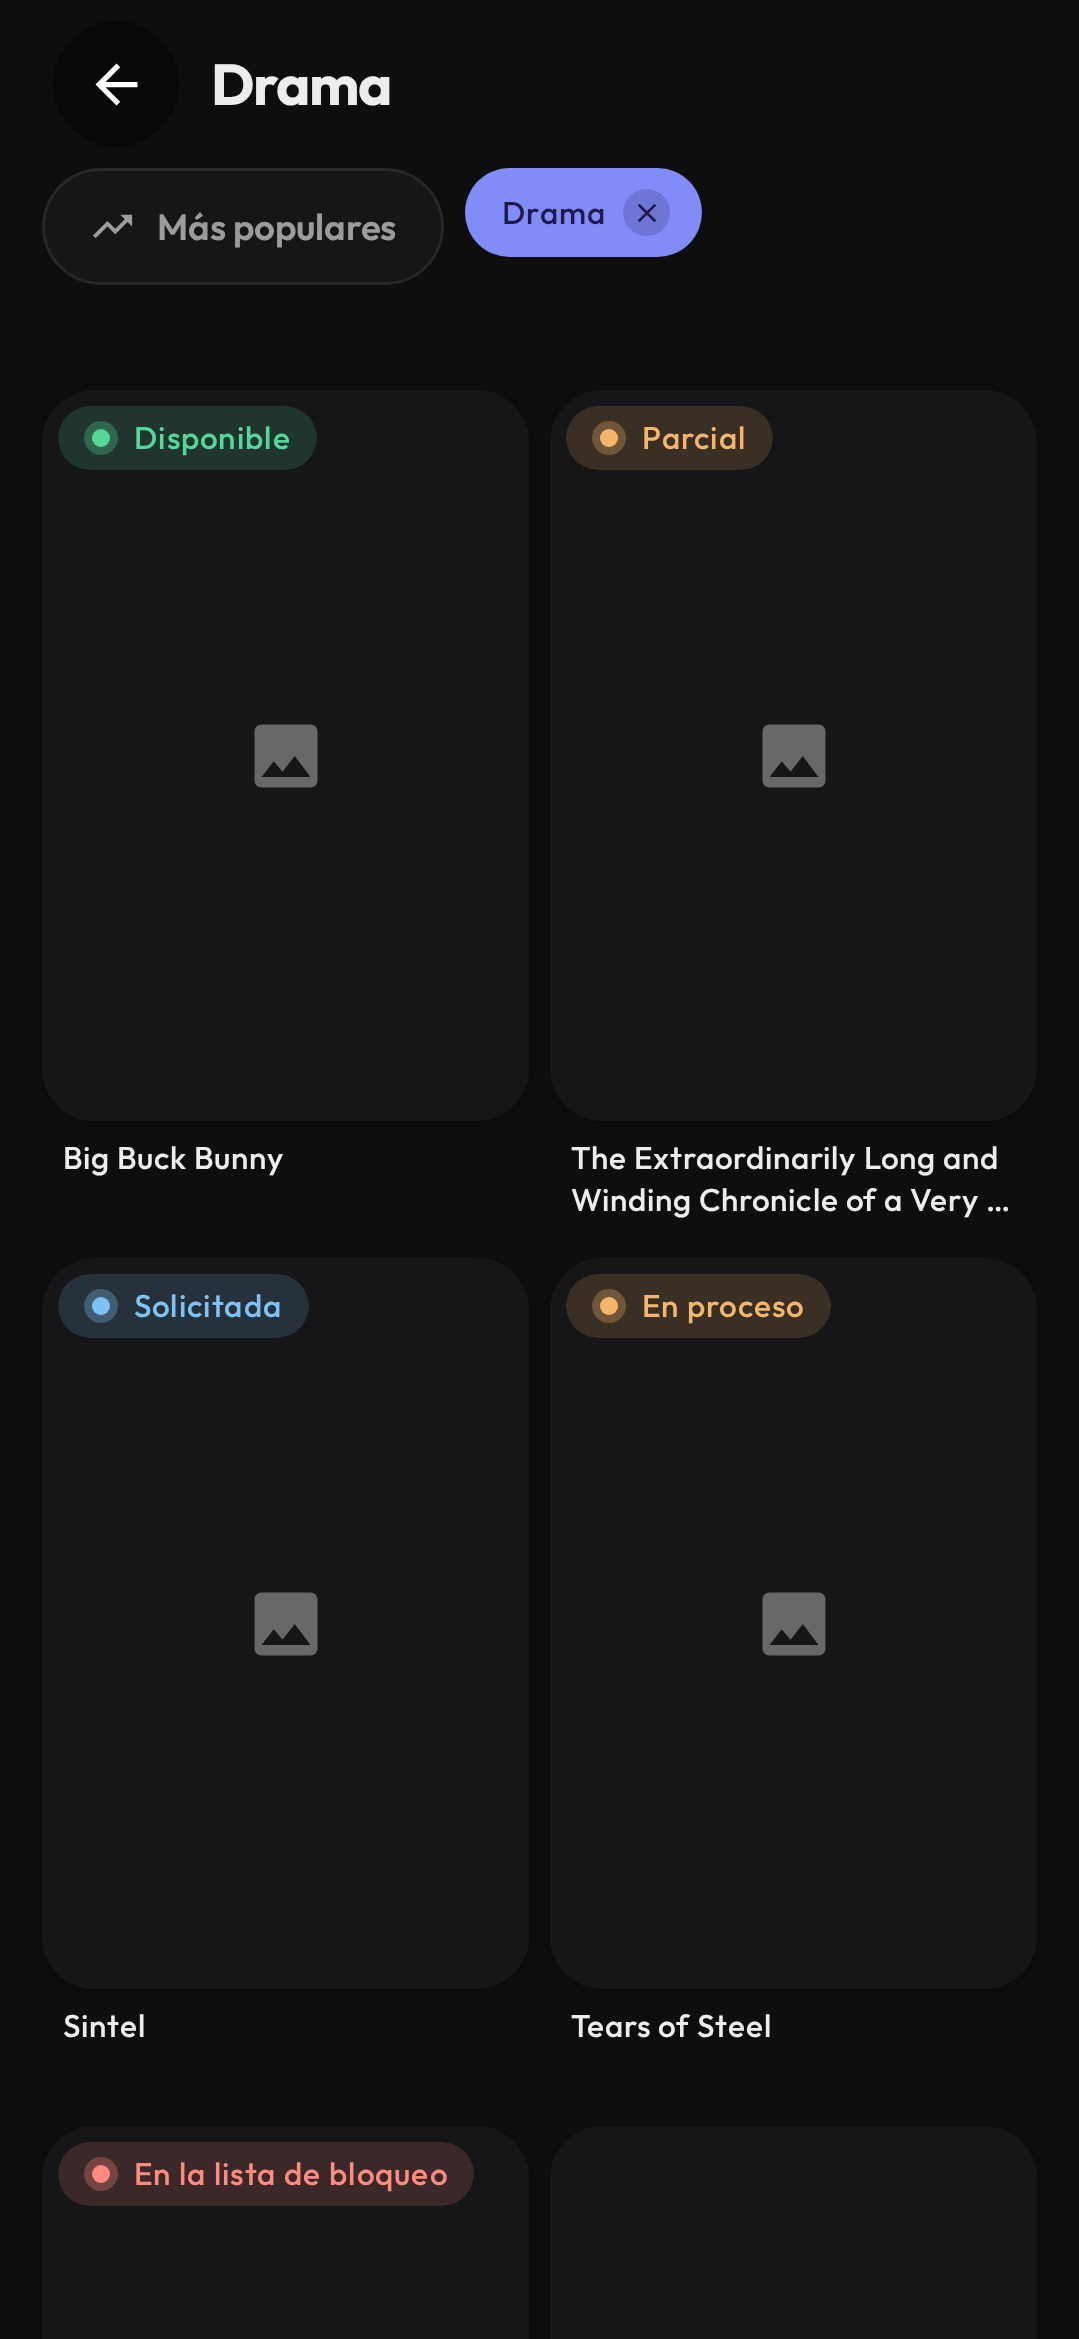 Drama
Más populares
Drama
Disponible
Parcial
Big Buck Bunny
The Extraordinarily Long and
Winding Chronicle of a Very ...
Solicitada
En proceso
Sintel
Tears of Steel
En la lista de bloqueo